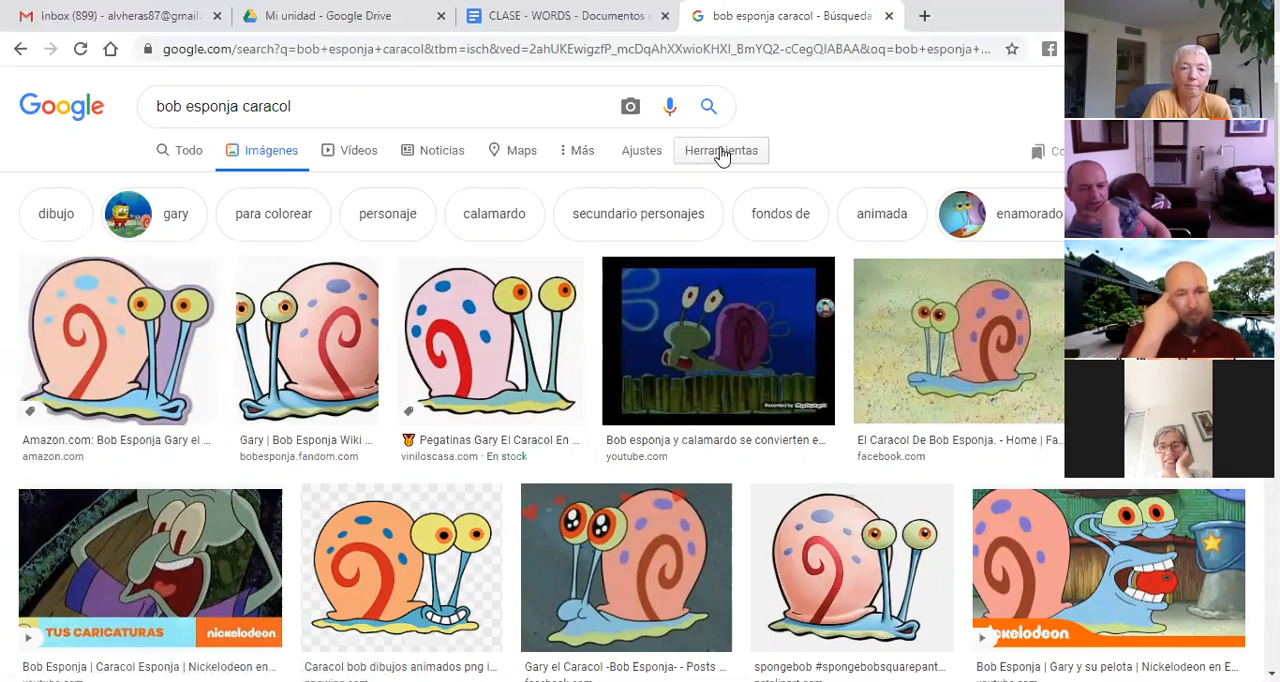 Inbox (899) - alvheras87@gmail.
Mi unidad - Google Drive
CLASE - WORDS - Documentos
bob esponja caracol - Búsqueda
google.com/search?q=bob+esponja+caracol&tbm=isch&ved=2ahUKEwigzfP_mcDqAhXXwioKHXI_BmYQ2-cCegQIABAA&oq=bob+esponja+...
Google
bob esponja caracol
Todo
Imágenes
Vídeos
Noticias
Maps
Más
Ajustes
Herramientas
dibujo
gary
para colorear
personaje
calamardo
secundario personajes
fondos de
animada
enamorado
Amazon.com: Bob Esponja Gary el ...
amazon.com
Gary | Bob Esponja Wiki ...
bobesponja.fandom.com
Pegatinas Gary El Caracol En ...
viniloscasa.com · En stock
Bob esponja y calamardo se convierten e...
youtube.com
El Caracol De Bob Esponja. - Home | Fa...
facebook.com
TUS CARICATURAS
nickelodeon
nickelodeon
Bob Esponja | Caracol Esponja | Nickelodeon en...
Caracol bob dibujos animados png i...
Gary el Caracol -Bob Esponja- - Posts ...
spongebob #spongebobsquarepant...
Bob Esponja | Gary y su pelota | Nickelodeon en E...